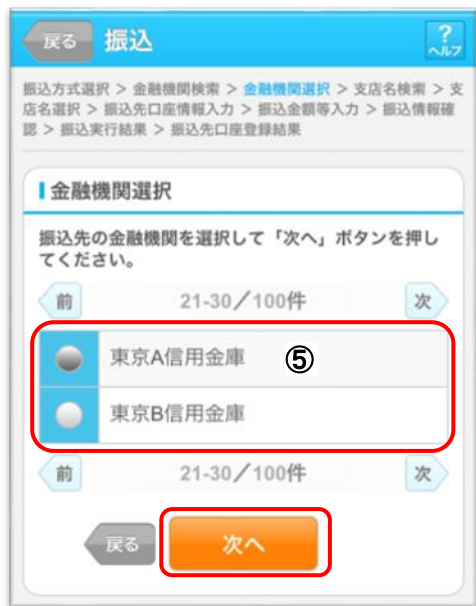 戻る 振込 ? ヘルプ
振込方式選択 > 金融機関検索 > 金融機関選択 > 支店名検索 > 支
店名選択 > 振込先口座情報入力 > 振込金額等入力 > 振込情報確
認 > 振込実行結果 > 振込先口座登録結果
金融機関選択
振込先の金融機関を選択して「次へ」ボタンを押し
てください。
前 21-30／100件 次
東京A信用金庫 ⑤
東京B信用金庫
前 21-30／100件 次
戻る 次へ